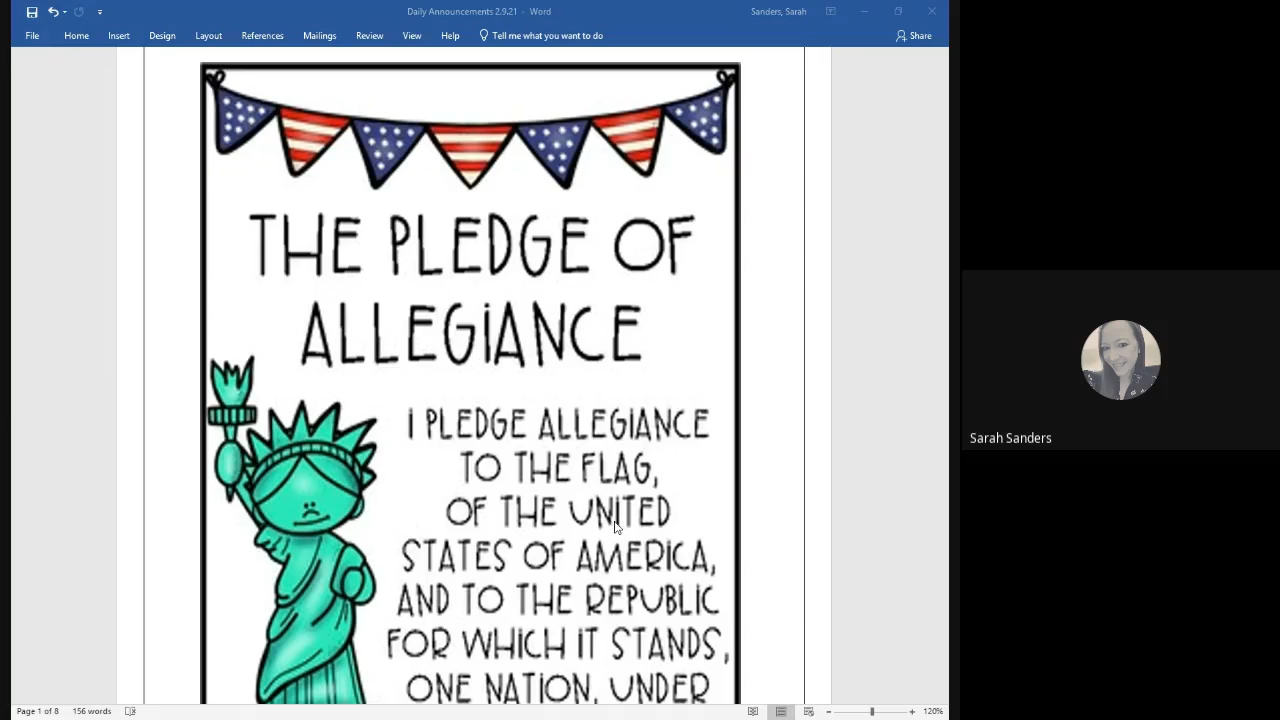 Daily Announcements 2.9.21 - Word
Sanders, Sarah
File Home Insert Design Layout References Mailings Review View Help Tell me what you want to do Share
THE PLEDGE OF
ALLEGiANCE
i PLEDGE ALLEGIANCE
TO THE FLAG,
OF THE UNITED
STATES OF AMERICA,
AND TO THE REPUBLIC
FOR WHICH IT STANDS,
ONE NATION, UNDER
Sarah Sanders
Page 1 of 8 156 words 120%